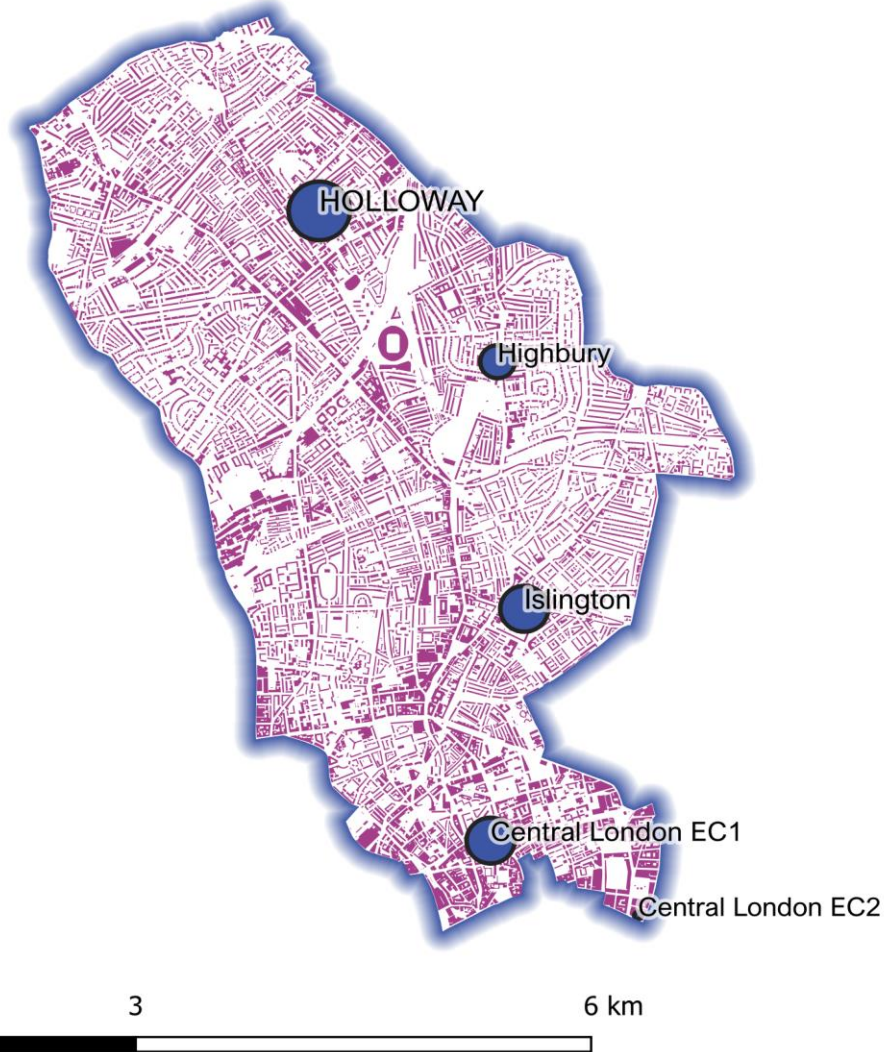 HOLLOWAY
Highbury
Islington
Central London EC1
Central London EC2
3 6 km